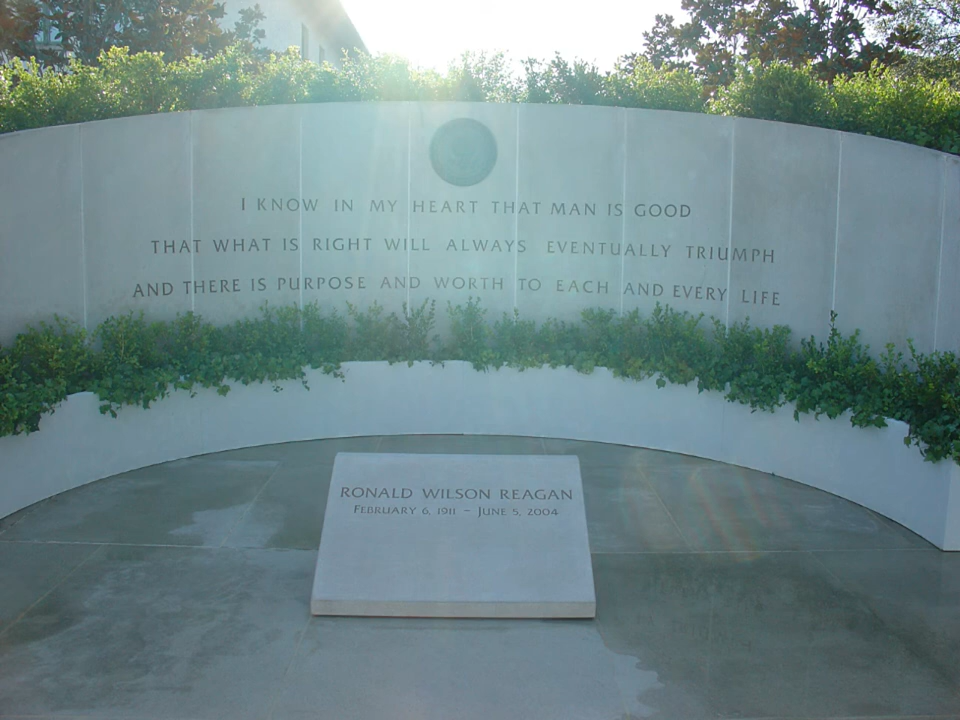 I KNOW IN MY HEART THAT MAN IS GOOD
THAT WHAT IS RIGHT WILL ALWAYS EVENTUALLY TRIUMPH
AND THERE IS PURPOSE AND WORTH TO EACH AND EVERY LIFE
RONALD WILSON REAGAN
FEBRUARY 6, 1911 – JUNE 5, 2004